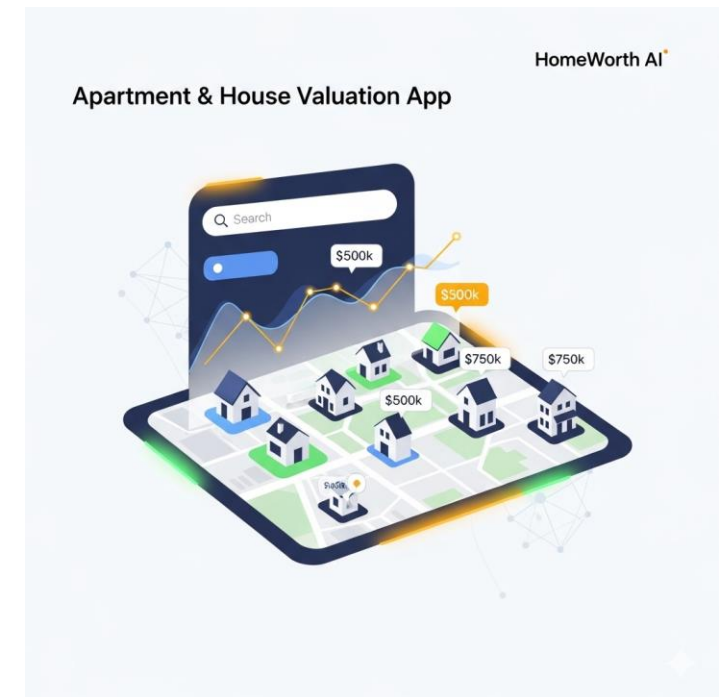 HomeWorth AI
Apartment & House Valuation App
Search
$500k
$500k
$750k
$750k
$500k